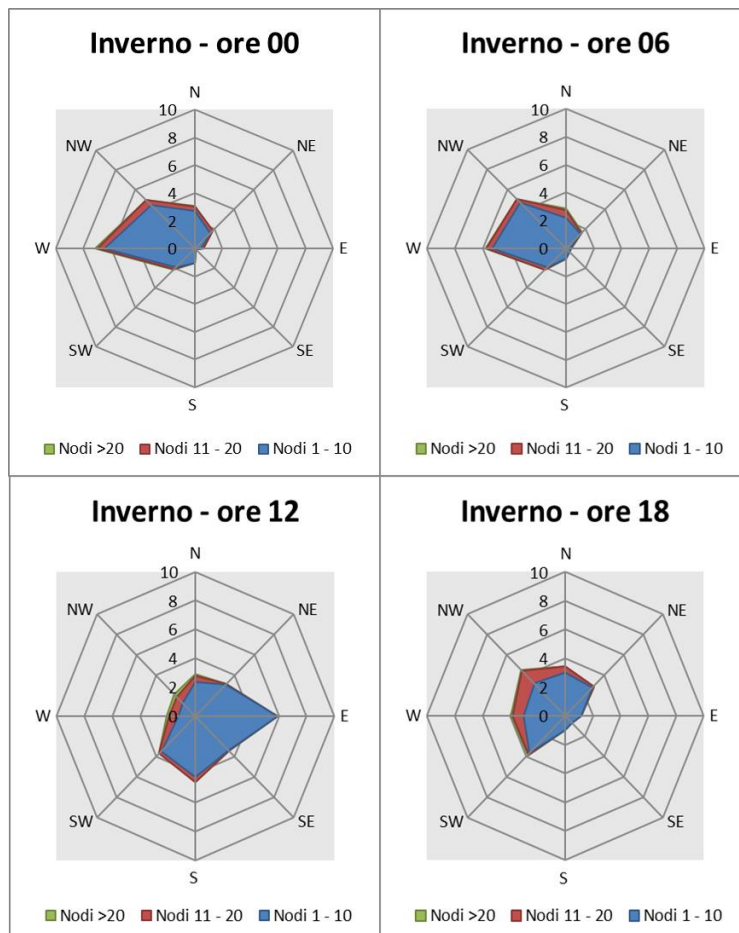 Inverno - ore 00
N
10
NW
NE
8
6
4
2
W
0
E
SW
SE
S
Nodi >20 Nodi 11 - 20 Nodi 1 - 10
Inverno - ore 06
N
10
NW
NE
8
6
4
2
W
0
E
SW
SE
S
Nodi >20 Nodi 11 - 20 Nodi 1 - 10
Inverno - ore 12
N
10
NW
NE
8
6
4
2
W
0
E
SW
SE
S
Nodi >20 Nodi 11 - 20 Nodi 1 - 10
Inverno - ore 18
N
10
NW
NE
8
6
4
2
W
0
E
SW
SE
S
Nodi >20 Nodi 11 - 20 Nodi 1 - 10